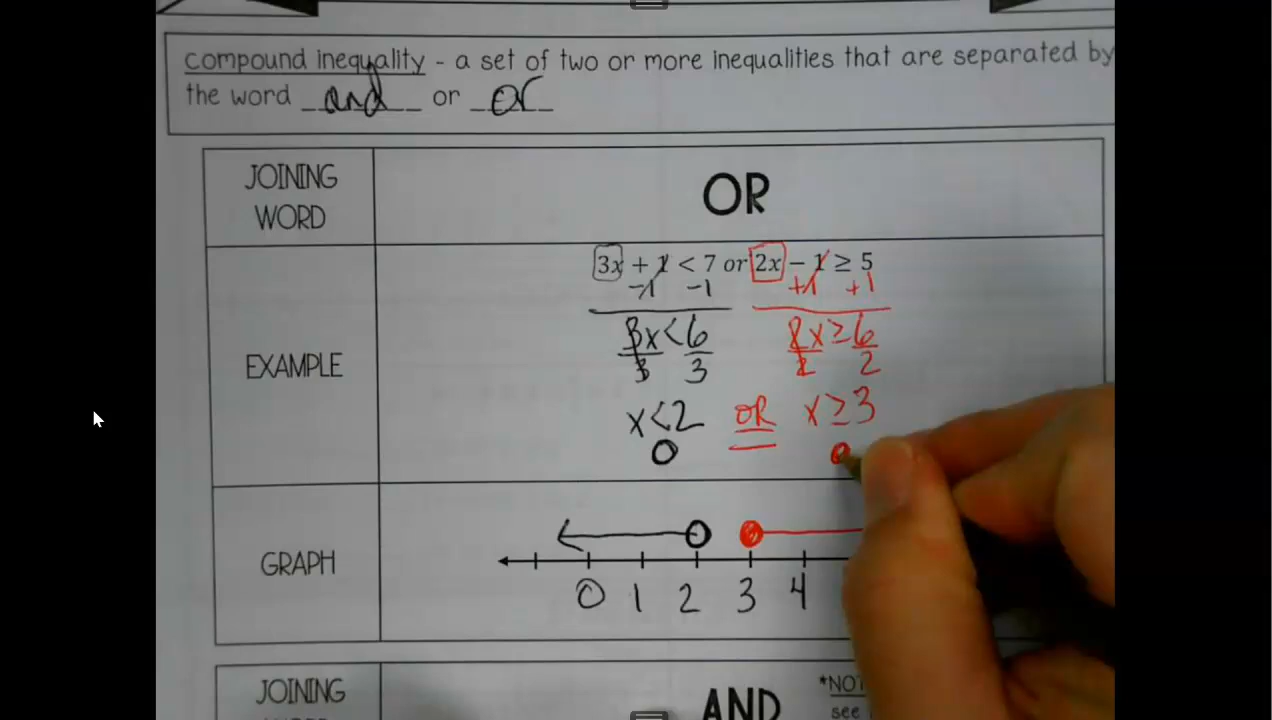 compound inequality - a set of two or more inequalities that are separated by
the word and or or
JOINING
WORD
OR
3x + 1 < 7 or 2x - 1 ≥ 5
-1 -1 +1 +1
EXAMPLE
3x < 6 2x ≥ 6
3 3 2 2
x < 2 OR x ≥ 3
GRAPH
0 1 2 3 4
JOINING
AND
*NOT
see